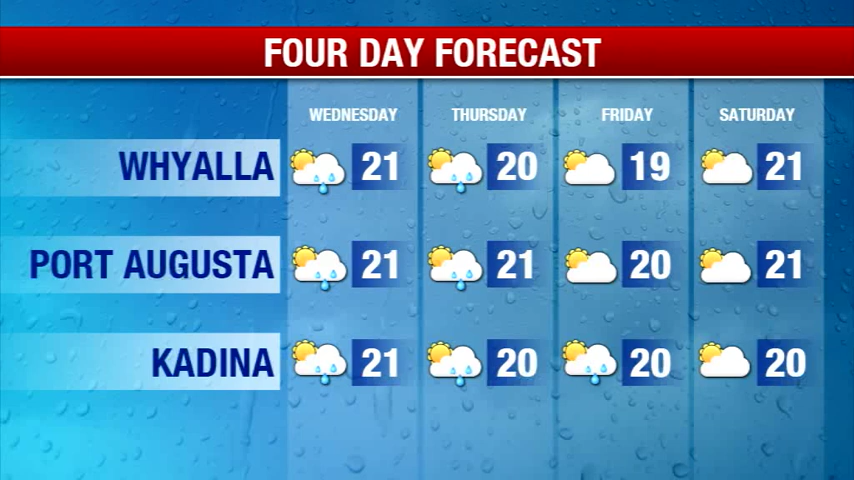 FOUR DAY FORECAST
WEDNESDAY THURSDAY FRIDAY SATURDAY
WHYALLA 21 20 19 21
PORT AUGUSTA 21 21 20 21
KADINA 21 20 20 20